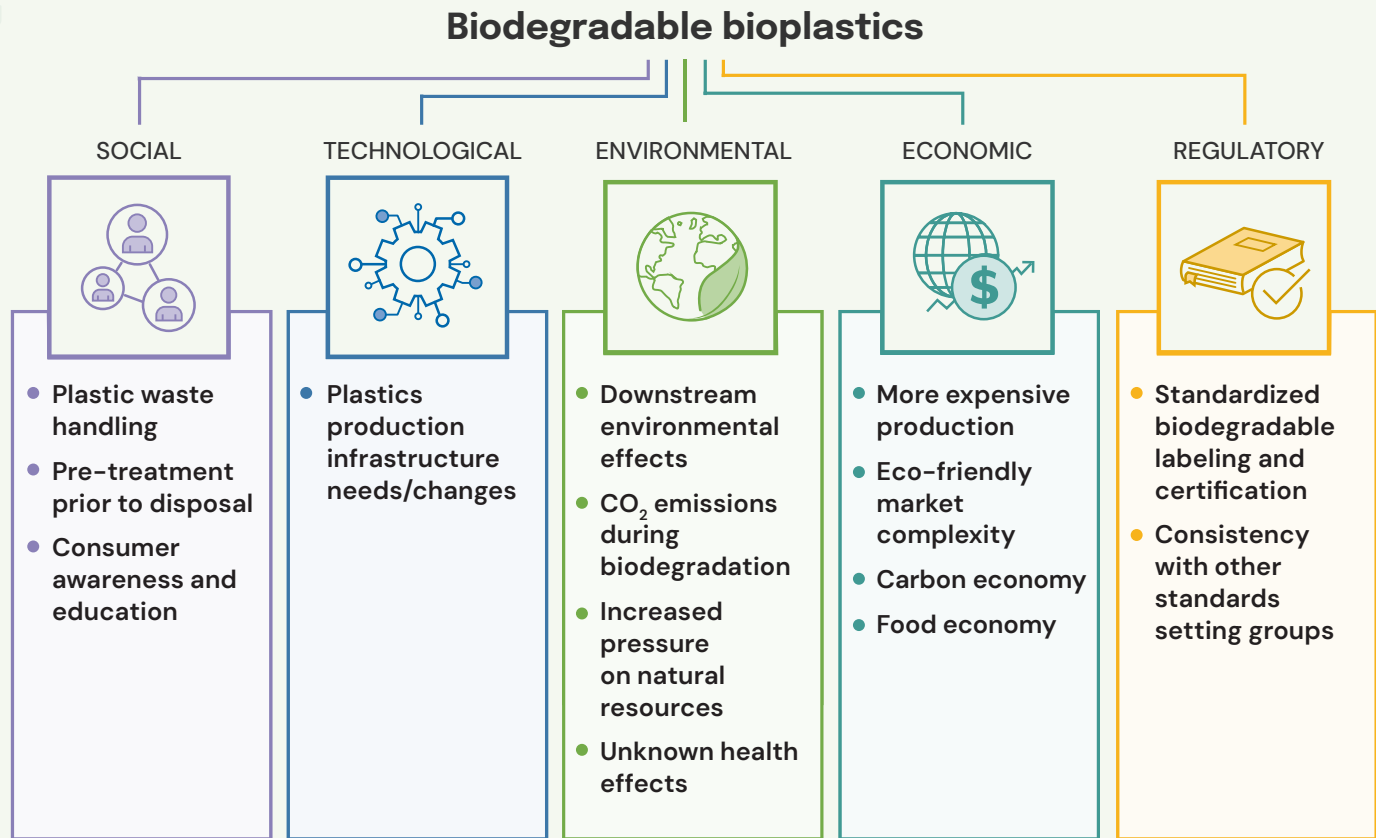 Biodegradable bioplastics
SOCIAL
Plastic waste
handling
Pre-treatment
prior to disposal
Consumer
awareness and
education
TECHNOLOGICAL
Plastics
production
infrastructure
needs/changes
ENVIRONMENTAL
Downstream
environmental
effects
CO₂ emissions
during
biodegradation
Increased
pressure
on natural
resources
Unknown health
effects
ECONOMIC
$
More expensive
production
Eco-friendly
market
complexity
Carbon economy
Food economy
REGULATORY
Standardized
biodegradable
labeling and
certification
Consistency
with other
standards
setting groups